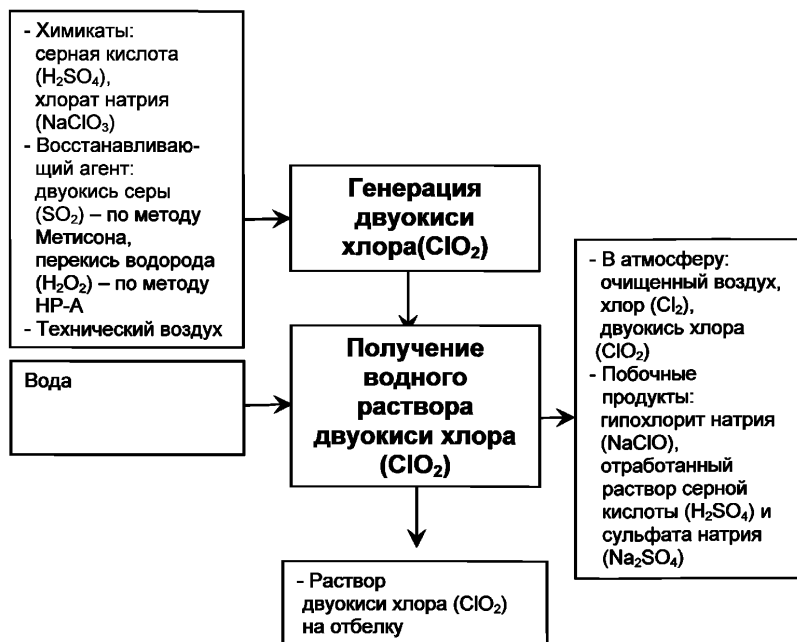 - Химикаты:
серная кислота
(H₂SO₄),
хлорат натрия
(NaClO₃)
- Восстанавливаю-
щий агент:
двуокись серы
(SO₂) – по методу
Метисона,
перекись водорода
(H₂O₂) – по методу
HP-A
- Технический воздух
Вода
Генерация
двуокиси
хлора(ClO₂)
Получение
водного
раствора
двуокиси хлора
(ClO₂)
- В атмосферу:
очищенный воздух,
хлор (Cl₂),
двуокись хлора
(ClO₂)
- Побочные
продукты:
гипохлорит натрия
(NaClO),
отработанный
раствор серной
кислоты (H₂SO₄) и
сульфата натрия
(Na₂SO₄)
- Раствор
двуокиси хлора (ClO₂)
на отбелку